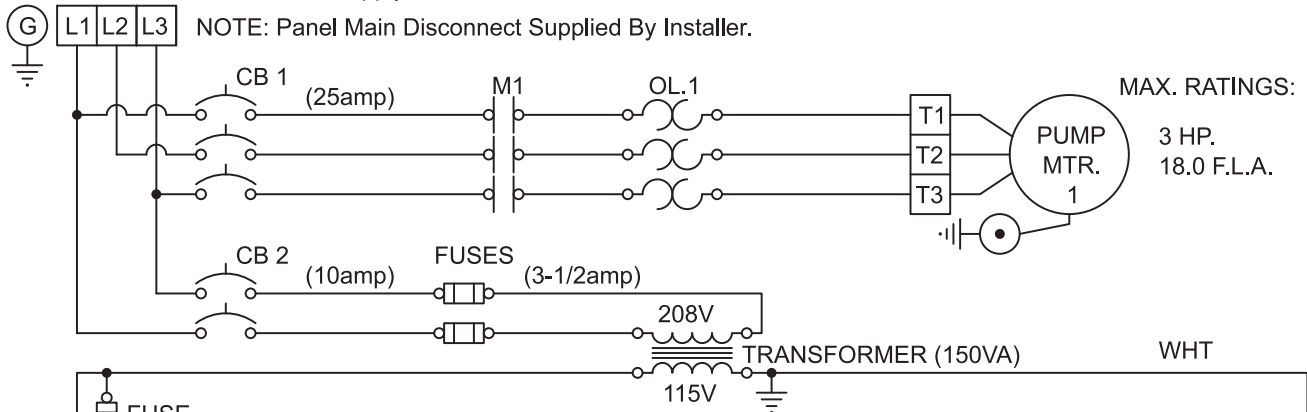 G L1 L2 L3 NOTE: Panel Main Disconnect Supplied By Installer.
CB 1
(25amp)
M1
OL.1
MAX. RATINGS:
T1
T2
T3
PUMP
MTR.
1
3 HP.
18.0 F.L.A.
CB 2
(10amp)
FUSES
(3-1/2amp)
208V
TRANSFORMER (150VA)
WHT
115V
FUSE